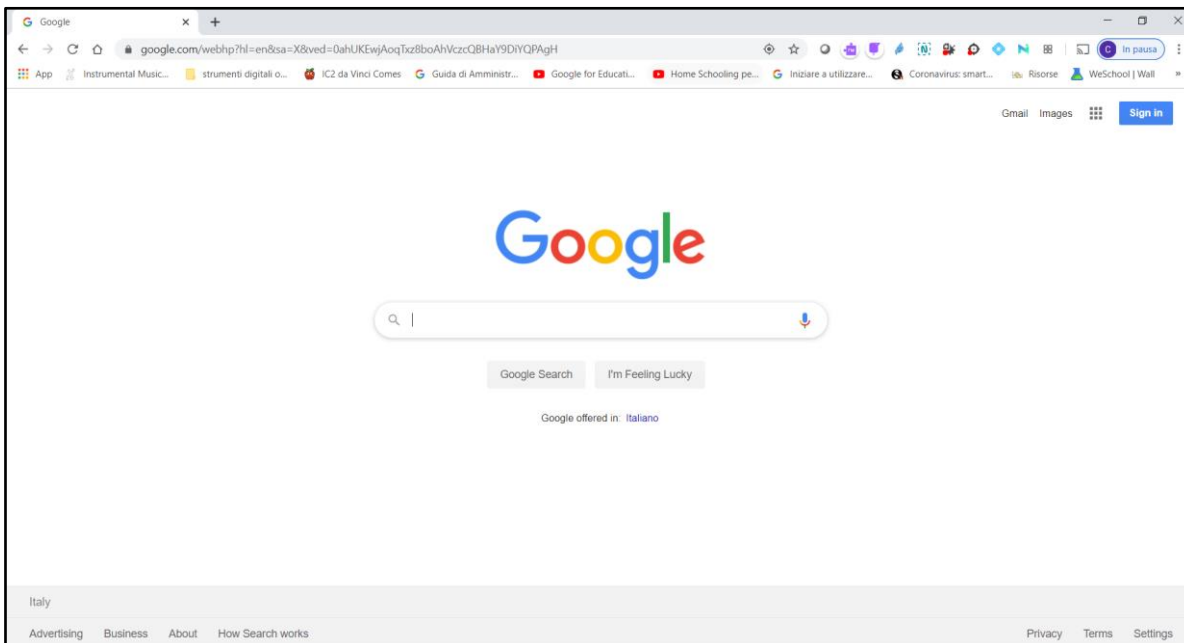 Google
google.com/webhp?hl=en&sa=X&ved=0ahUKEwjAoqTxz8boAhVczcQBHaY9DiYQPAgH
C In pausa
App Instrumental Music... strumenti digitali o... IC2 da Vinci Comes Guida di Amministr... Google for Educati... Home Schooling pe... Iniziare a utilizzare... Coronavirus: smart... Risorse WeSchool | Wall »
Gmail Images Sign in
Google
Google Search I'm Feeling Lucky
Google offered in: Italiano
Italy
Advertising Business About How Search works Privacy Terms Settings